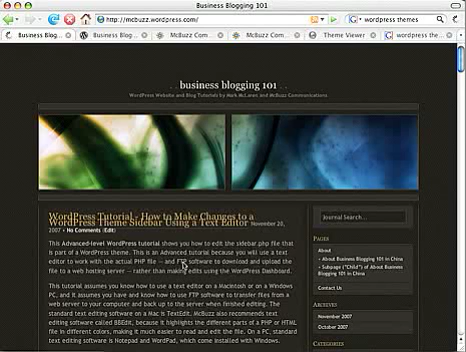 Business Blogging 101
http://mcbuzz.wordpress.com/
wordpress themes
Business Blog...
Business Blog...
McBuzz Com...
McBuzz Com...
Theme Viewer
wordpress the...
. . business blogging 101 . .
WordPress Website and Blog Tutorials by Mark McLaren and McBuzz Communications
WordPress Tutorial - How to Make Changes to a
WordPress Theme Sidebar Using a Text Editor November 23,
2007 • No Comments (Edit)
This Advanced-level WordPress tutorial shows you how to edit the sidebar php file that
is part of a WordPress theme. This is an advanced tutorial because you will use a text
editor to work with the actual PHP file — and FTP software to download and upload the
file to a web hosting server — rather than making edits using the WordPress Dashboard.
This tutorial assumes you know how to use a text editor on a Macintosh or on a Windows
PC, and it assumes you have and know how to use FTP software to transfer files from a
web server to your computer and back up to the server when finished editing. The
standard text editing software on a Mac is TextEdit. McBuzz also recommends text
editing software called BBEdit, because it highlights the different parts of a PHP or HTML
file in different colors, making it much easier to read and edit the file. On a PC, standard
text editing software is Notepad and WordPad, which come installed with Windows.
Journal Search...
Pages
About
About Business Blogging 101 in China
Subpage ("Child") of About Business Blogging 101 in China
Contact Us
Archives
November 2007
October 2007
Categories